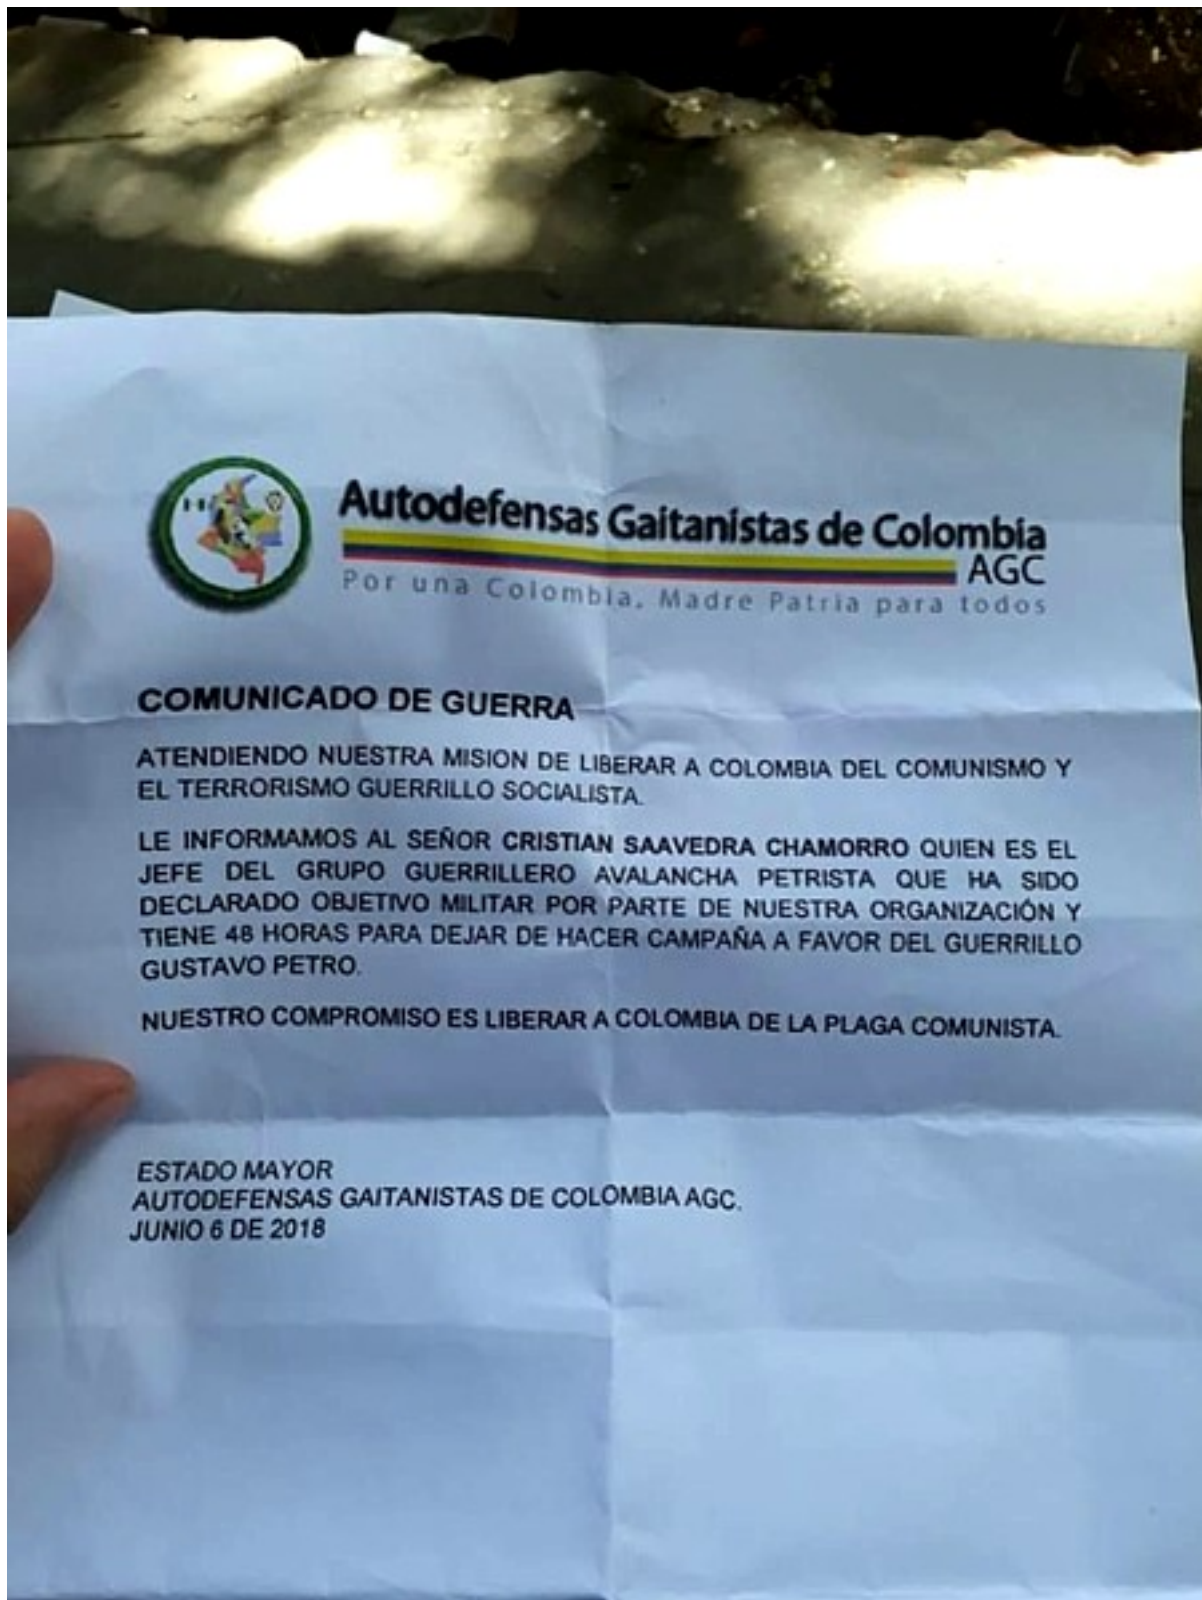 Autodefensas Gaitanistas de Colombia
AGC
Por una Colombia, Madre Patria para todos
COMUNICADO DE GUERRA
ATENDIENDO NUESTRA MISION DE LIBERAR A COLOMBIA DEL COMUNISMO Y
EL TERRORISMO GUERRILLO SOCIALISTA.
LE INFORMAMOS AL SEÑOR CRISTIAN SAAVEDRA CHAMORRO QUIEN ES EL
JEFE DEL GRUPO GUERRILLERO AVALANCHA PETRISTA QUE HA SIDO
DECLARADO OBJETIVO MILITAR POR PARTE DE NUESTRA ORGANIZACIÓN Y
TIENE 48 HORAS PARA DEJAR DE HACER CAMPAÑA A FAVOR DEL GUERRILLO
GUSTAVO PETRO.
NUESTRO COMPROMISO ES LIBERAR A COLOMBIA DE LA PLAGA COMUNISTA.
ESTADO MAYOR
AUTODEFENSAS GAITANISTAS DE COLOMBIA AGC.
JUNIO 6 DE 2018